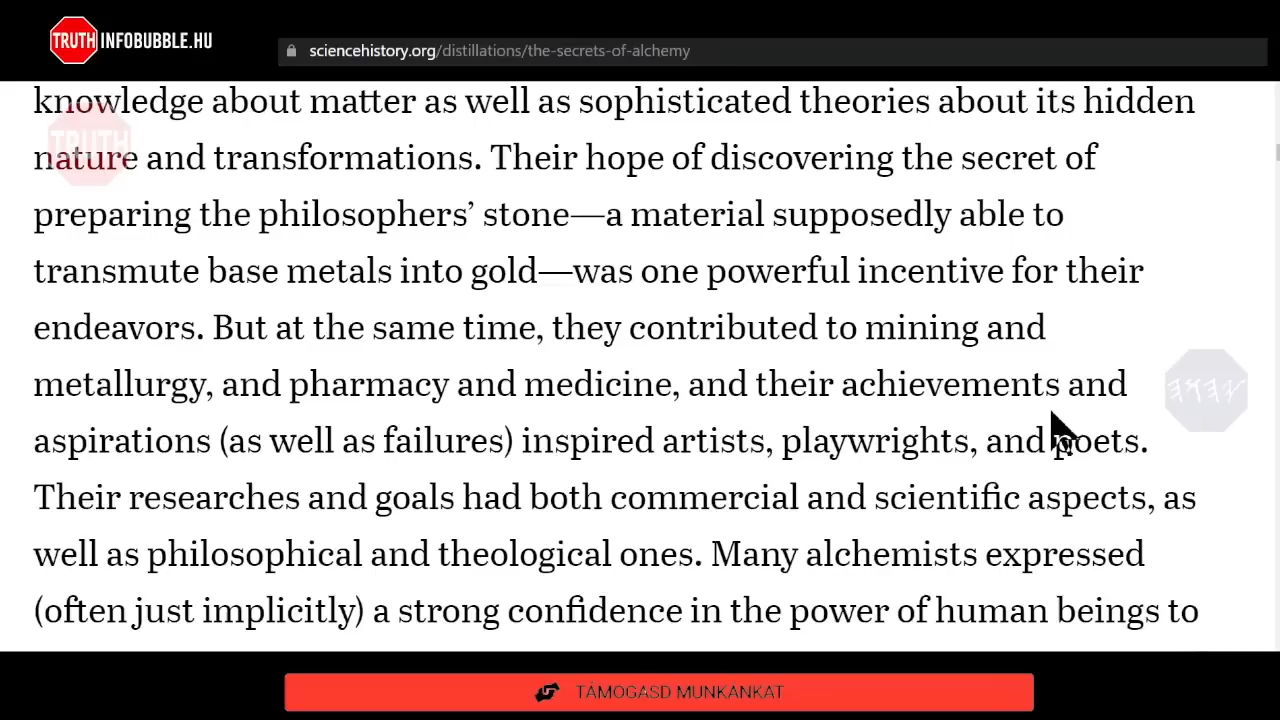 TRUTH INFOBUBBLE.HU
sciencehistory.org/distillations/the-secrets-of-alchemy
knowledge about matter as well as sophisticated theories about its hidden
TRUTH
nature and transformations. Their hope of discovering the secret of
preparing the philosophers’ stone—a material supposedly able to
transmute base metals into gold—was one powerful incentive for their
endeavors. But at the same time, they contributed to mining and
metallurgy, and pharmacy and medicine, and their achievements and
aspirations (as well as failures) inspired artists, playwrights, and poets.
Their researches and goals had both commercial and scientific aspects, as
well as philosophical and theological ones. Many alchemists expressed
(often just implicitly) a strong confidence in the power of human beings to
TÁMOGASD MUNKÁNKAT